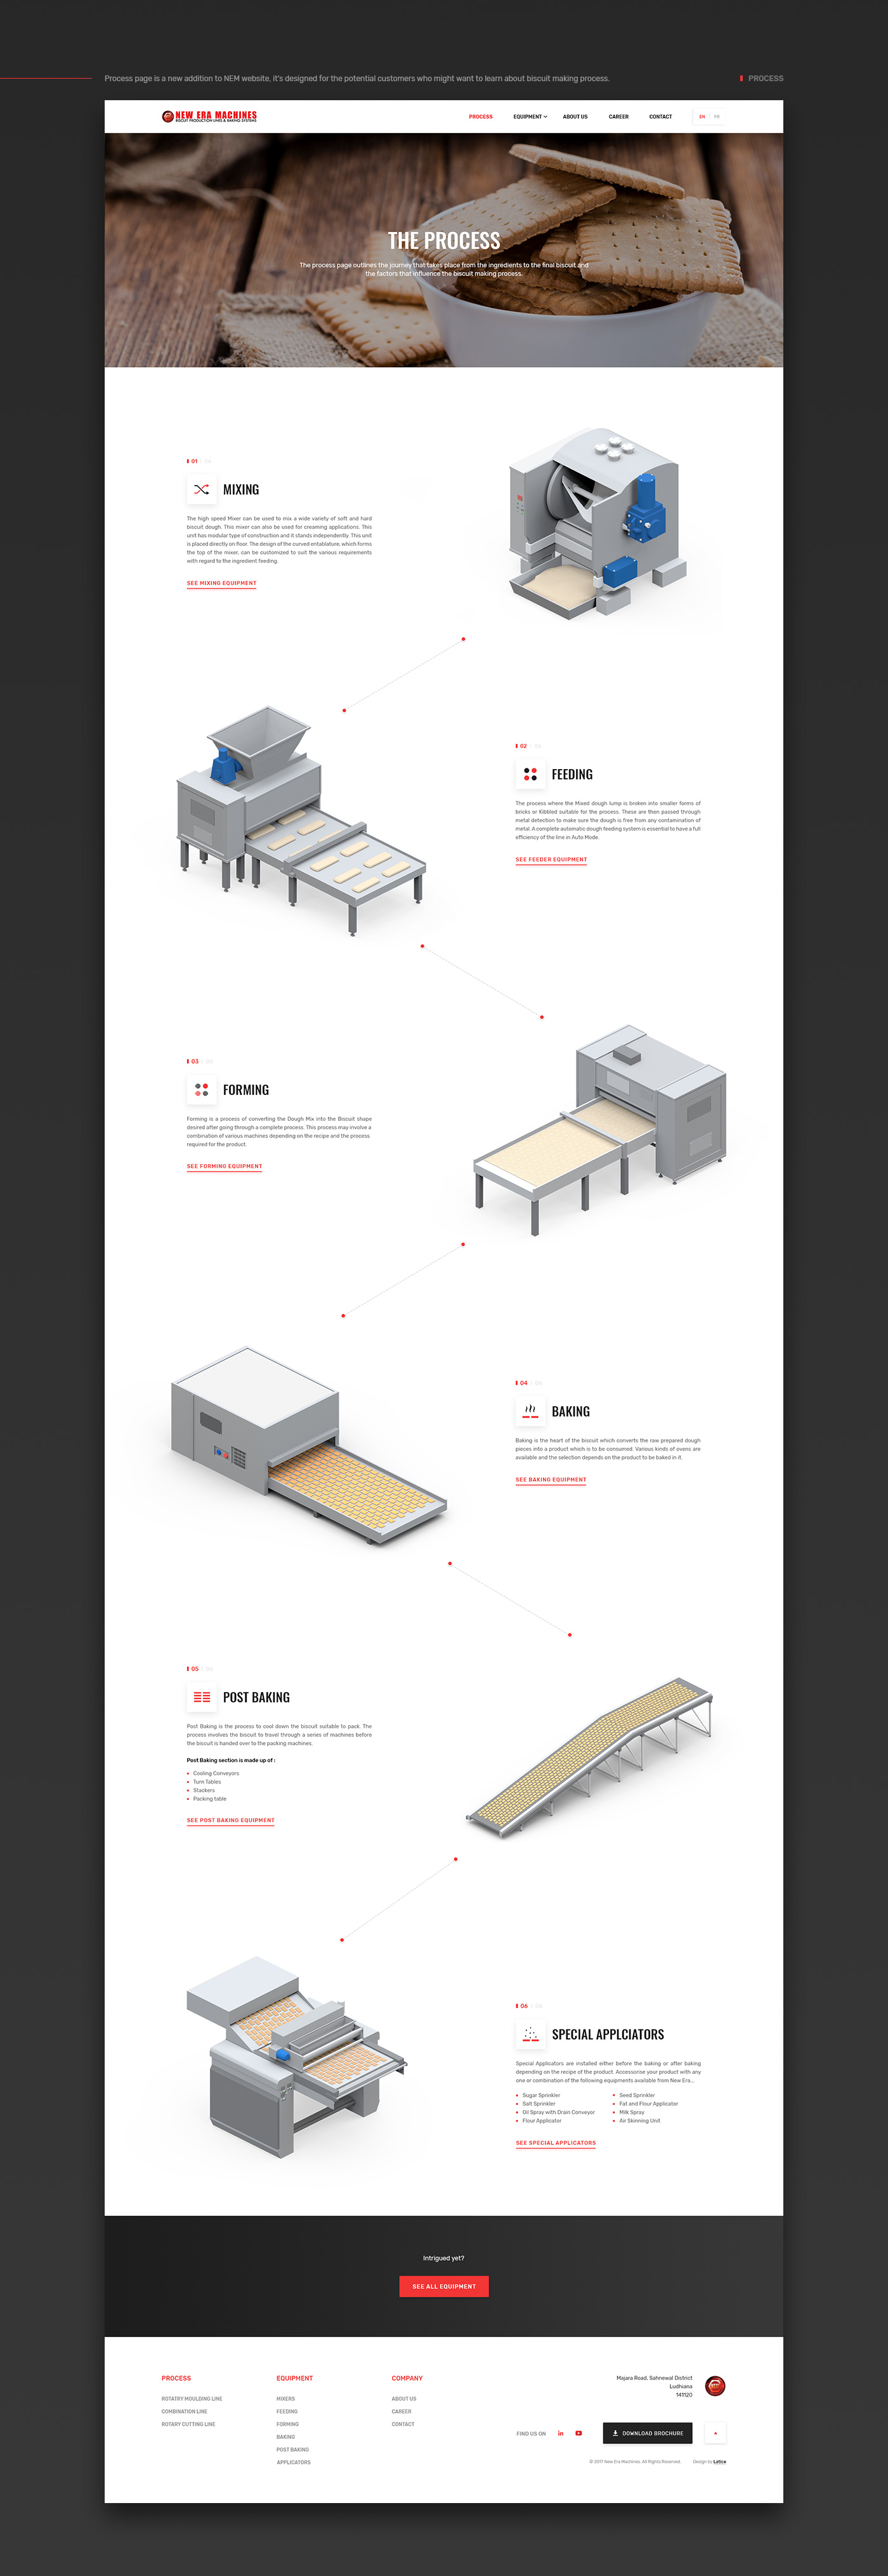 Process page is a new addition to NEM website, it's designed for the potential customers who might want to learn about biscuit making process.
PROCESS
NEW ERA MACHINES
BISCUIT PRODUCTION LINES & BAKING SYSTEMS
PROCESS EQUIPMENT ABOUT US CAREER CONTACT EN
THE PROCESS
The process page outlines the journey that takes place from the ingredients to the final biscuit and
the factors that influence the biscuit making process.
01
MIXING
The high speed Mixer can be used to mix a wide variety of soft and hard
biscuit dough. This mixer can also be used for creaming applications. This
unit has modular type of construction and it stands independently. This unit
is placed directly on floor. The design of the curved entablature, which forms
the top of the mixer, can be customized to suit the various requirements
with regard to the ingredient feeding.
SEE MIXING EQUIPMENT
02
FEEDING
The process where the Mixed dough lump is broken into smaller forms of
bricks or Kibbled suitable for the process. These are then passed through
metal detection to make sure the dough is free from any contamination of
metal. A complete automatic dough feeding system is essential to have a full
efficiency of the line in Auto Mode.
SEE FEEDER EQUIPMENT
03
FORMING
Forming is a process of converting the Dough Mix into the Biscuit shape
desired after going through a complete process. This process may involve a
combination of various machines depending on the recipe and the process
required for the product.
SEE FORMING EQUIPMENT
04
BAKING
Baking is the heart of the biscuit which converts the raw prepared dough
pieces into a product which is to be consumed. Various kinds of ovens are
available and the selection depends on the product to be baked in it.
SEE BAKING EQUIPMENT
05
POST BAKING
Post Baking is the process to cool down the biscuit suitable to pack. The
process involves the biscuit to travel through a series of machines before
the biscuit is handed over to the packing machines.
Post Baking section is made up of :
Cooling Conveyors
Turn Tables
Stackers
Packing table
SEE POST BAKING EQUIPMENT
06
SPECIAL APPLCIATORS
Special Applicators are installed either before the baking or after baking
depending on the recipe of the product. Accessorise your product with any
one or combination of the following equipments available from New Era...
Sugar Sprinkler
Salt Sprinkler
Oil Spray with Drain Conveyor
Flour Applicator
Seed Sprinkler
Fat and Flour Applicator
Milk Spray
Air Skinning Unit
SEE SPECIAL APPLICATORS
Intrigued yet?
SEE ALL EQUIPMENT
PROCESS
ROTATRY MOULDING LINE
COMBINATION LINE
ROTARY CUTTING LINE
EQUIPMENT
MIXERS
FEEDING
FORMING
BAKING
POST BAKING
APPLICATORS
COMPANY
ABOUT US
CAREER
CONTACT
Majara Road, Sahnewal District
Ludhiana
141120
FIND US ON
DOWNLOAD BROCHURE
© 2017 New Era Machines. All Rights Reserved. Design by Lollca